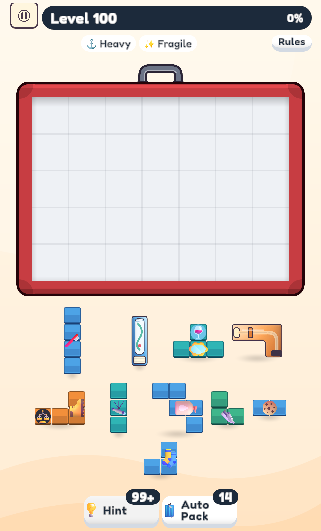 Level 100
0%
Heavy
Fragile
Rules
99+
Hint
14
Auto
Pack